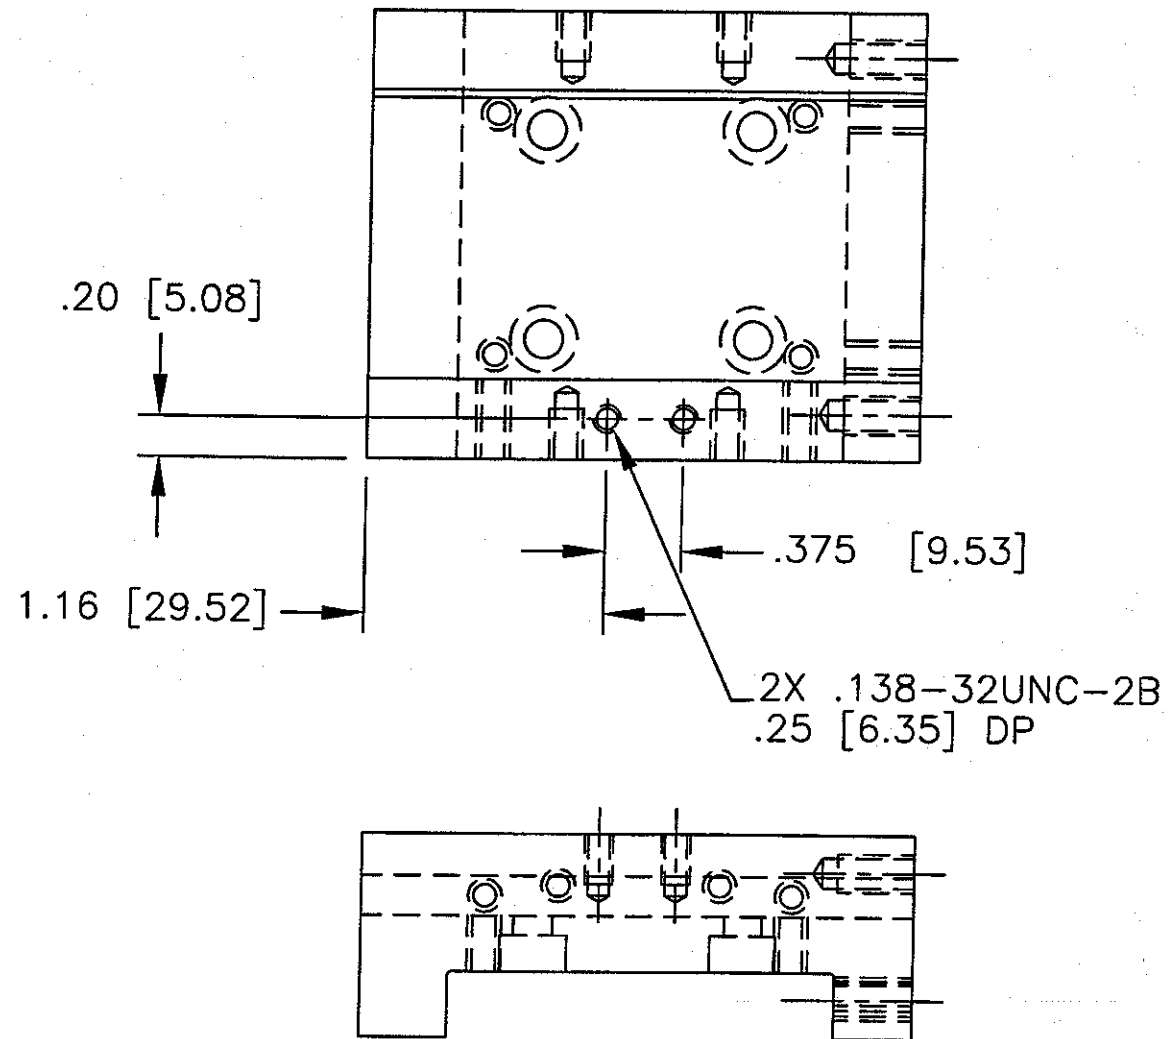 .20 [5.08]
.375 [9.53]
1.16 [29.52]
2X .138-32UNC-2B
.25 [6.35] DP